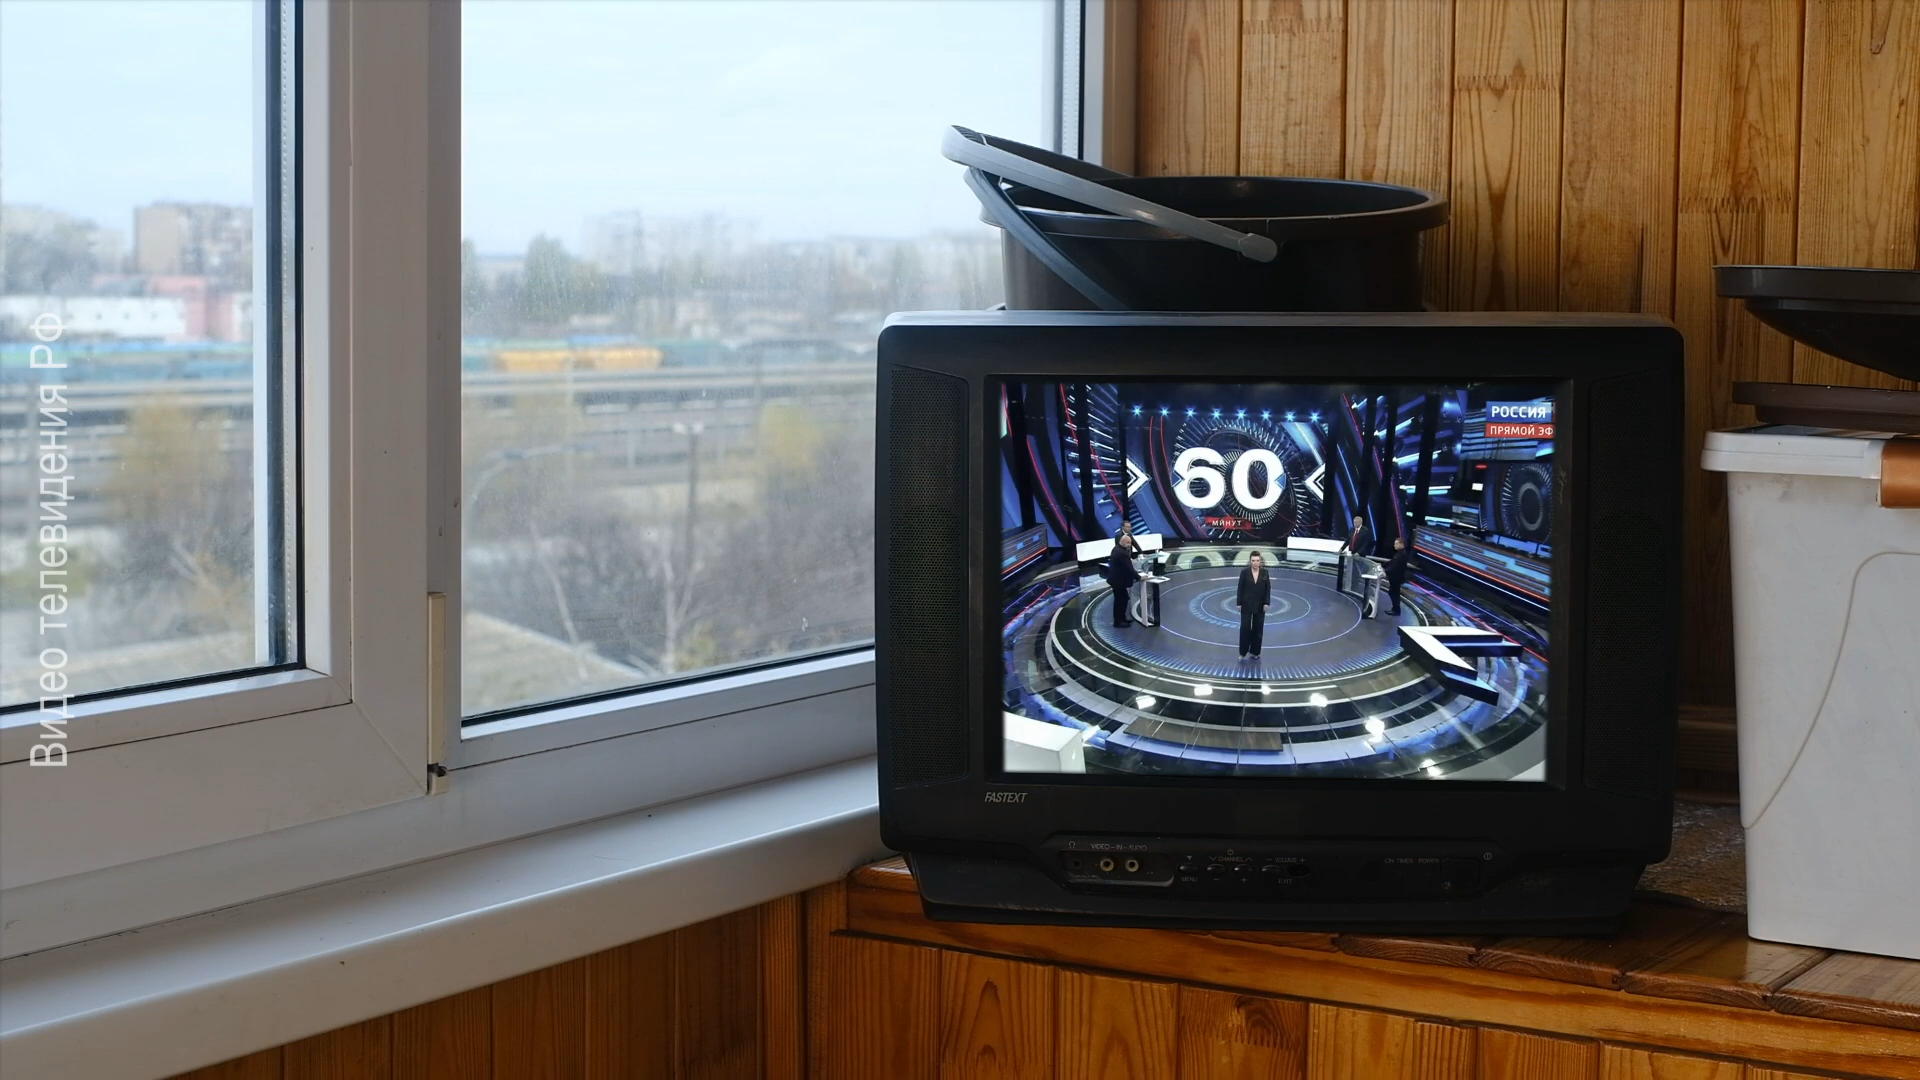 Видео телевидения РФ
РОССИЯ
ПРЯМОЙ ЭФ
60
МИНУТ
FASTEXT
VIDEO-IN-AUDIO
MENU
CHANNEL
- +
- VOLUME +
EXIT
ON TIMER POWER